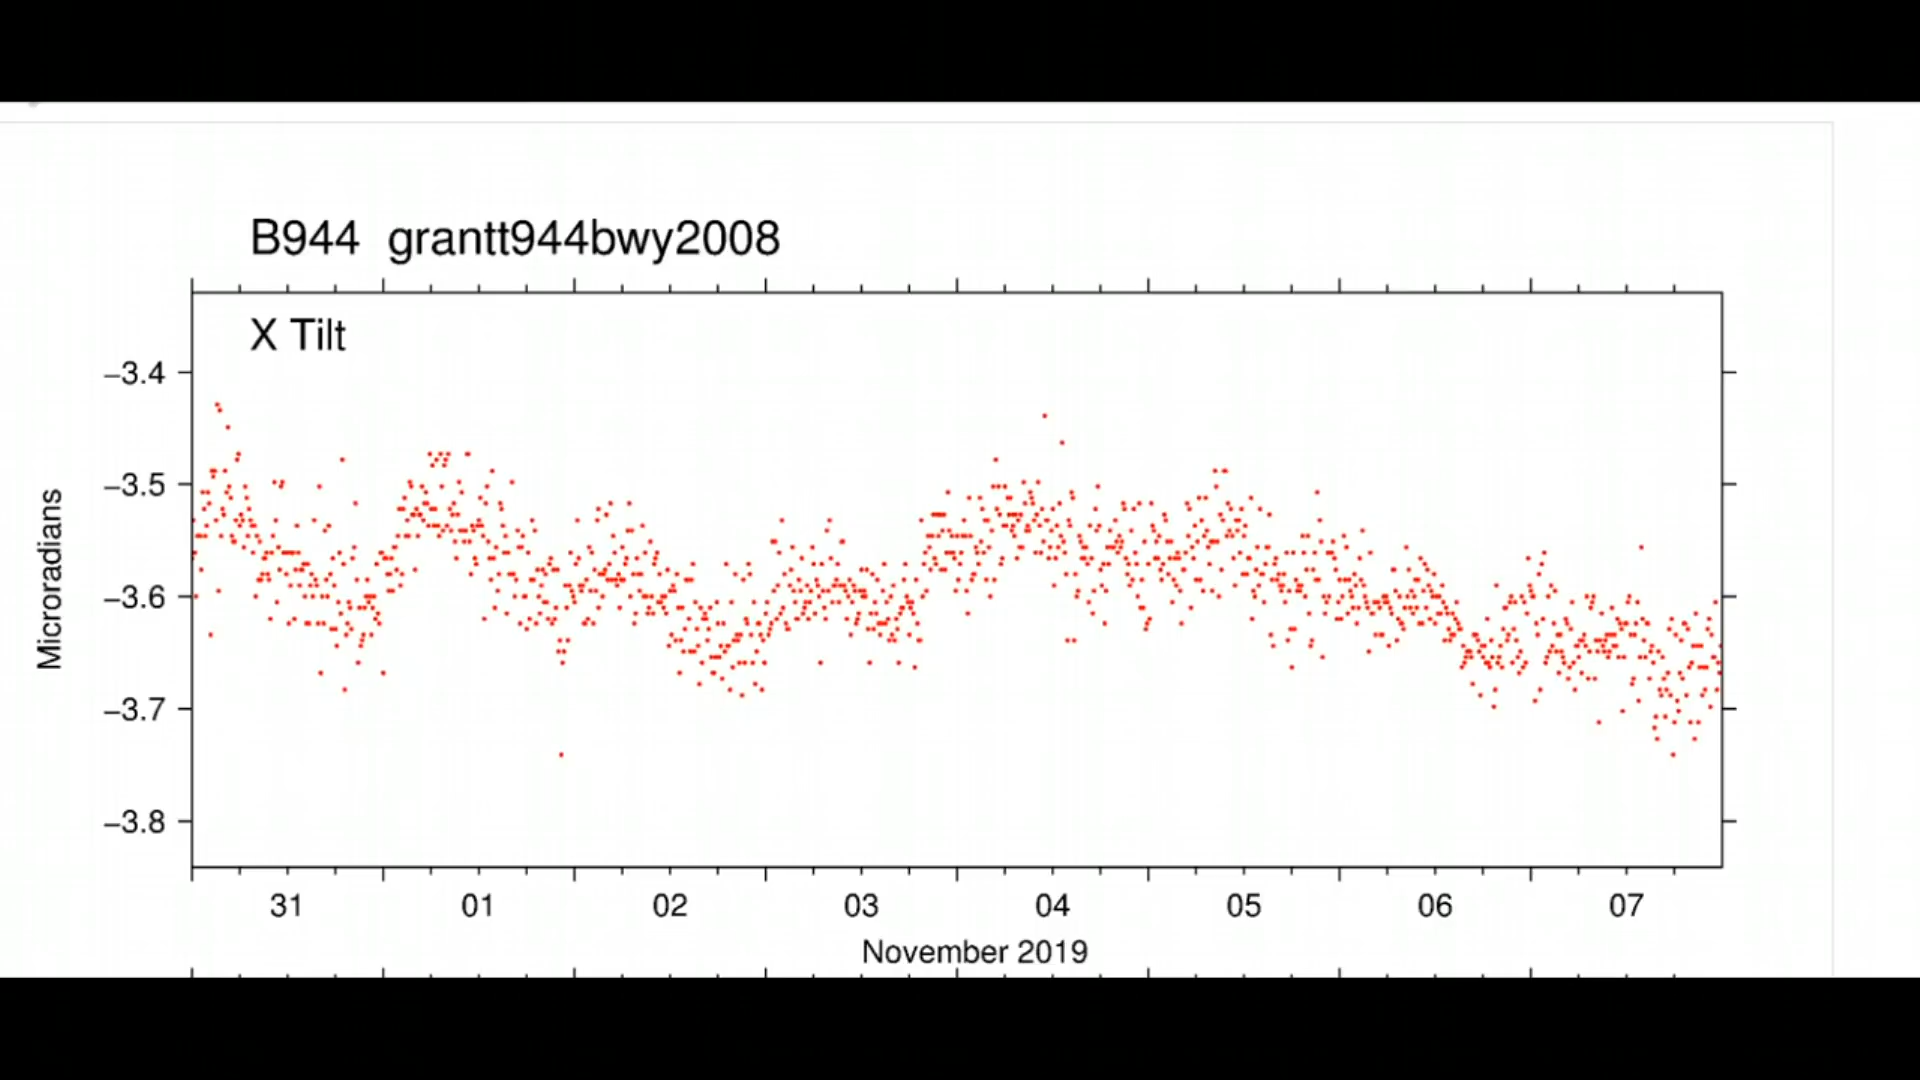 B944 grantt944bwy2008
X Tilt
−3.4
−3.5
−3.6
−3.7
−3.8
Microradians
31 01 02 03 04 05 06 07
November 2019